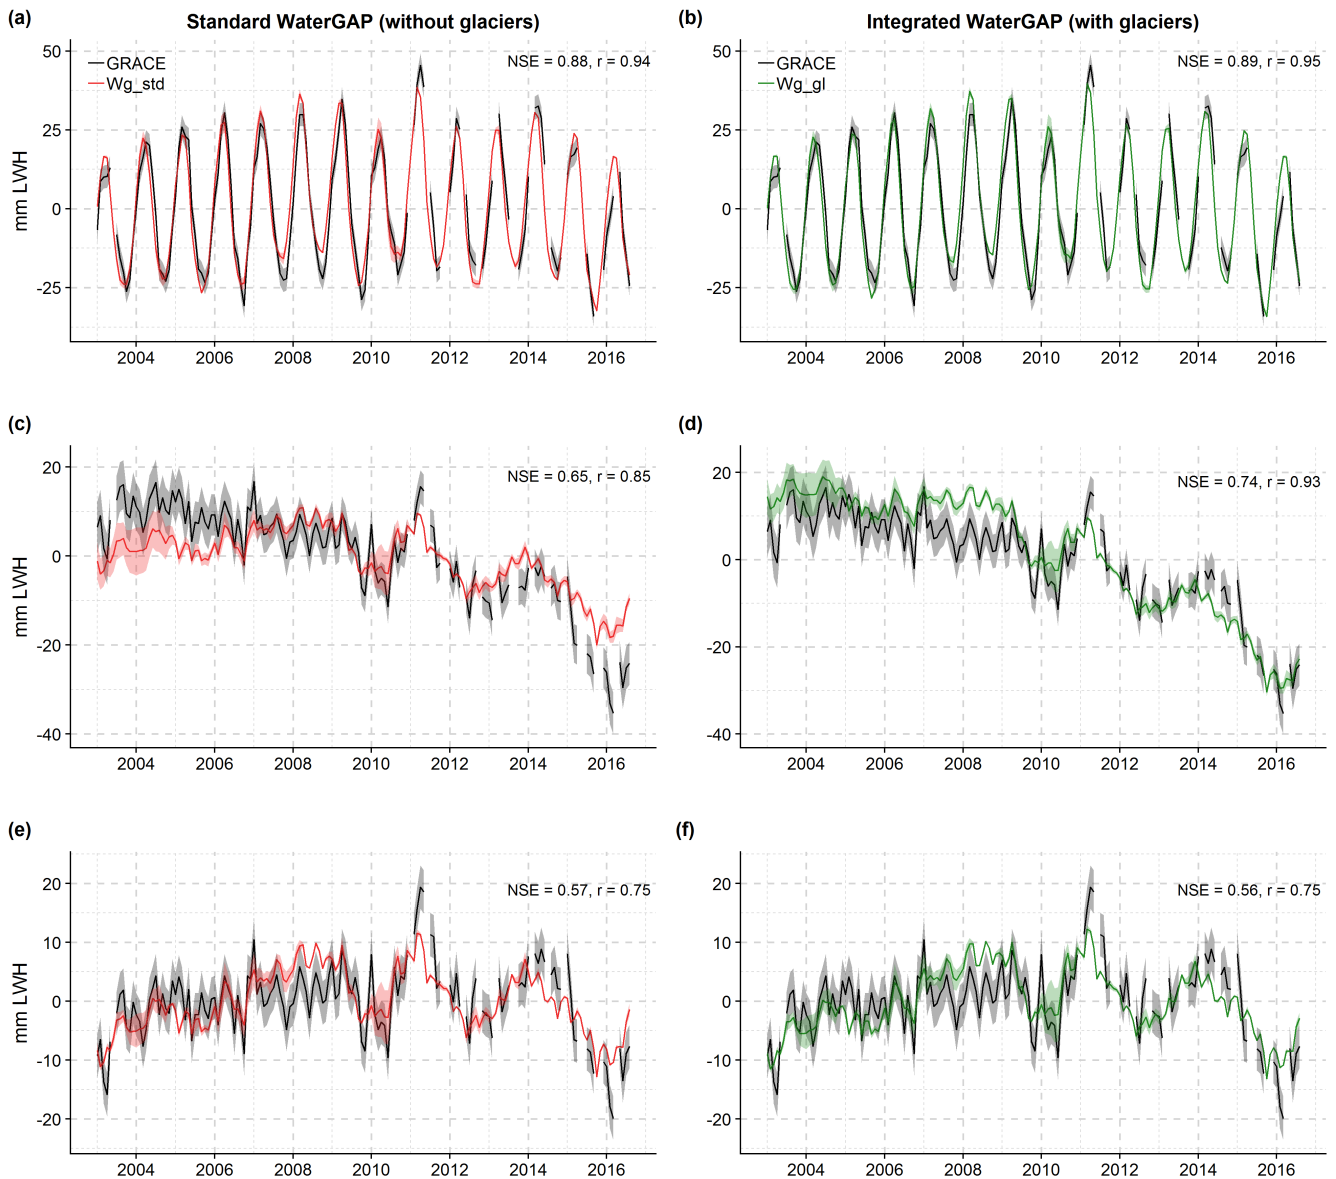 (a)
Standard WaterGAP (without glaciers)
(b)
Integrated WaterGAP (with glaciers)
50
25
0
-25
mm LWH
GRACE
Wg_std
NSE = 0.88, r = 0.94
2004 2006 2008 2010 2012 2014 2016
50
25
0
-25
GRACE
Wg_gl
NSE = 0.89, r = 0.95
2004 2006 2008 2010 2012 2014 2016
(c)
20
0
-20
-40
mm LWH
NSE = 0.65, r = 0.85
2004 2006 2008 2010 2012 2014 2016
(d)
20
0
-20
-40
NSE = 0.74, r = 0.93
2004 2006 2008 2010 2012 2014 2016
(e)
20
10
0
-10
-20
mm LWH
NSE = 0.57, r = 0.75
2004 2006 2008 2010 2012 2014 2016
(f)
20
10
0
-10
-20
NSE = 0.56, r = 0.75
2004 2006 2008 2010 2012 2014 2016